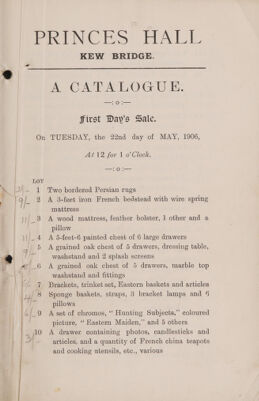 PRINCES HALL
KEW BRIDGE.
A CATALOGUE.
—:o:—
First Day's Sale.
On TUESDAY, the 22nd day of MAY, 1906,
At 12 for 1 o'Clock.
—:o:—
LOT
1 Two bordered Persian rugs
9/- 2 A 3-feet iron French bedstead with wire spring
mattress
11/- 3 A wood mattress, feather bolster, 1 other and a
pillow
11/- 4 A 5-feet-6 painted chest of 6 large drawers
5 A grained oak chest of 5 drawers, dressing table,
washstand and 2 splash screens
6 A grained oak chest of 5 drawers, marble top
washstand and fittings
7 Brackets, trinket set, Eastern baskets and articles
8 Sponge baskets, straps, 3 bracket lamps and 6
pillows
6/- 9 A set of chromos, "Hunting Subjects," coloured
picture, "Eastern Maiden," and 5 others
3/- 10 A drawer containing photos, candlesticks and
articles, and a quantity of French china teapots
and cooking utensils, etc., various